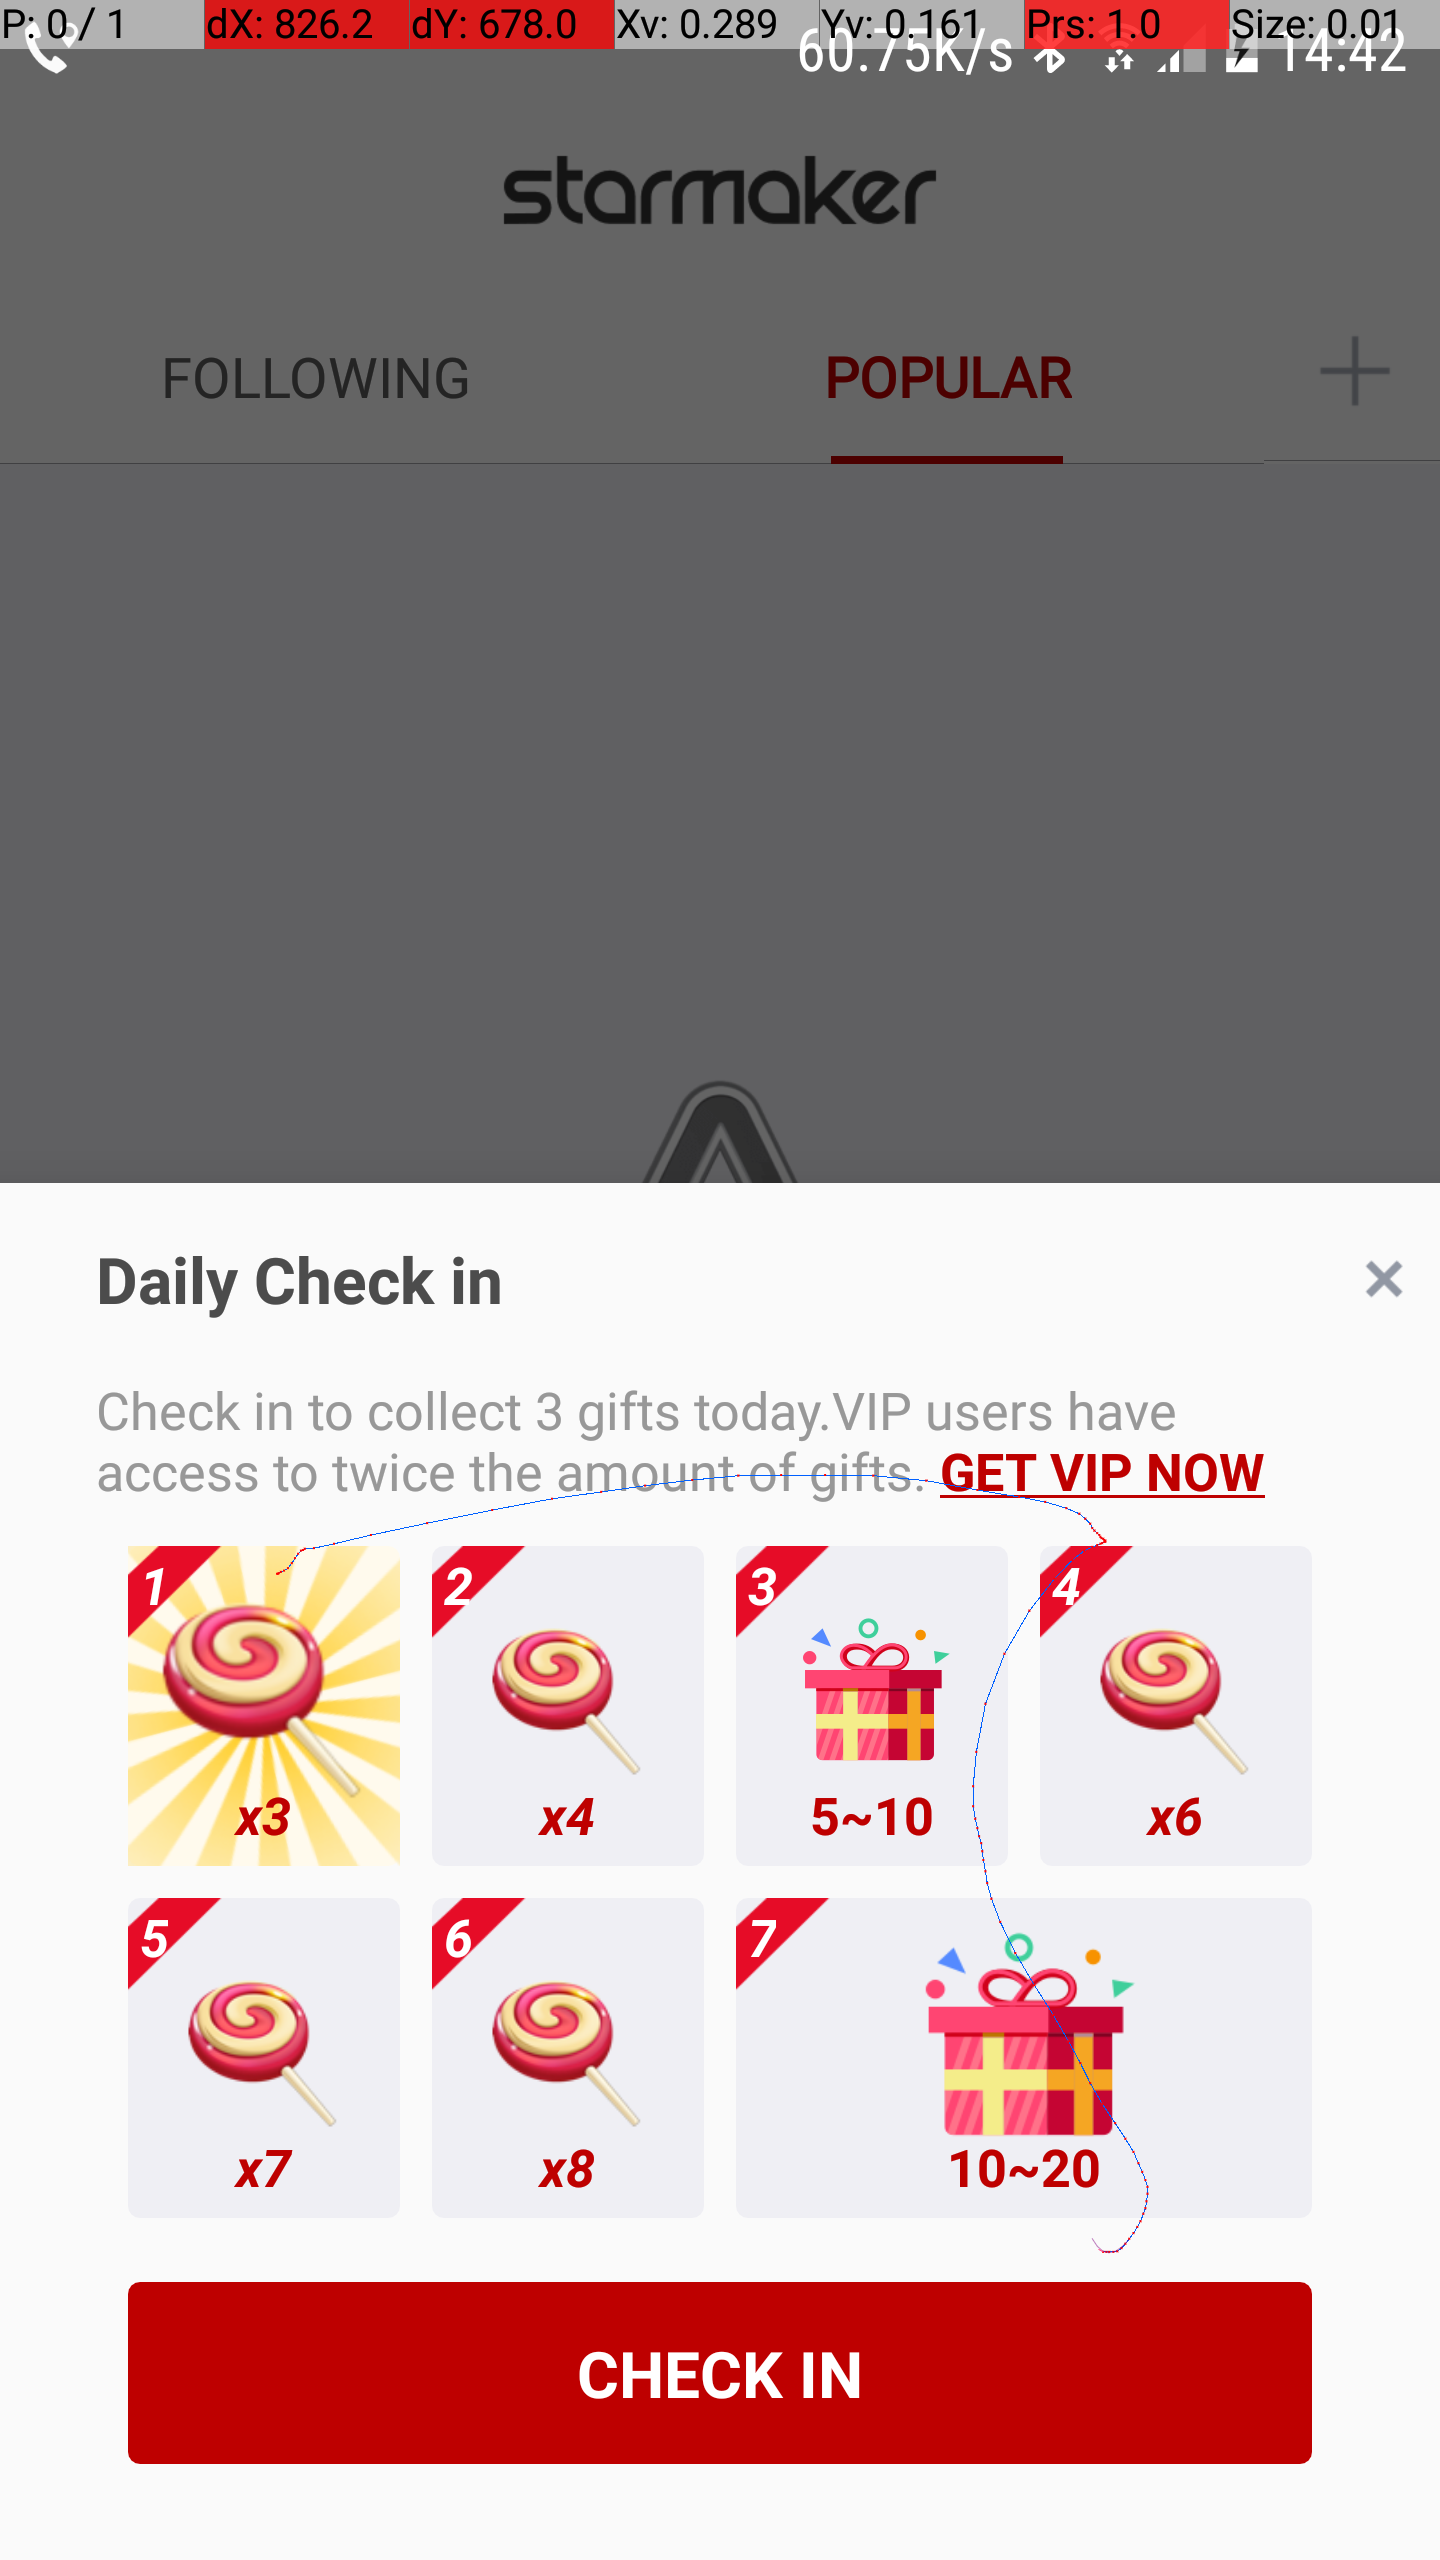 P: 0 / 1 dX: 826.2 dY: 678.0 Xv: 0.289 Yv: 0.161 Prs: 1.0 Size: 0.01
60.75K/s 14:42
starmaker
FOLLOWING POPULAR
Daily Check in
Check in to collect 3 gifts today.VIP users have
access to twice the amount of gifts. GET VIP NOW
1 2 3 4
x3 x4 5~10 x6
5 6 7
x7 x8 10~20
CHECK IN